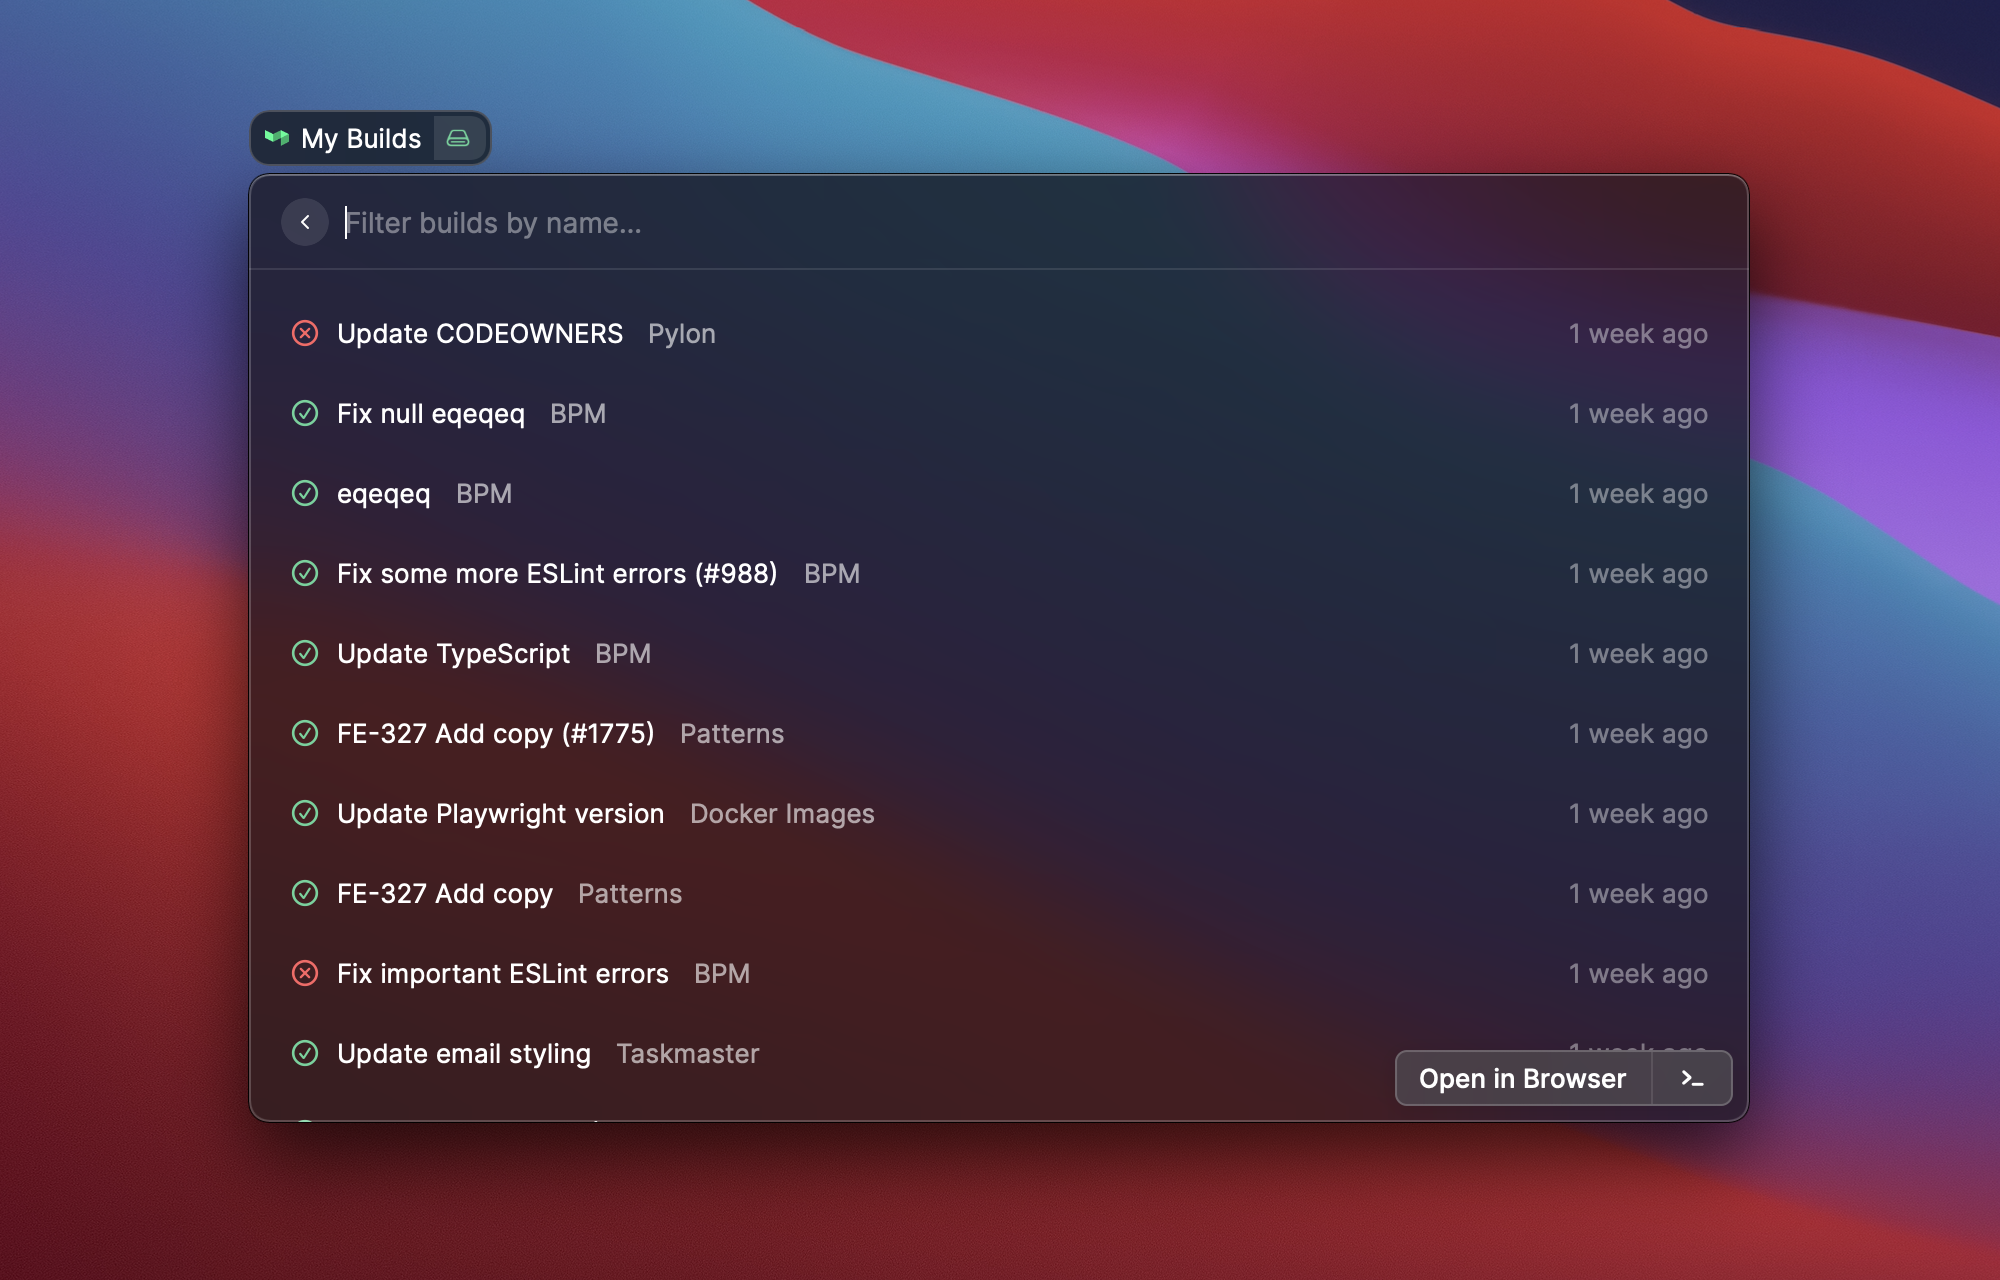 My Builds
Filter builds by name...
Update CODEOWNERS Pylon 1 week ago
Fix null eqeqeq BPM 1 week ago
eqeqeq BPM 1 week ago
Fix some more ESLint errors (#988) BPM 1 week ago
Update TypeScript BPM 1 week ago
FE-327 Add copy (#1775) Patterns 1 week ago
Update Playwright version Docker Images 1 week ago
FE-327 Add copy Patterns 1 week ago
Fix important ESLint errors BPM 1 week ago
Update email styling Taskmaster 1 week ago
Open in Browser >_